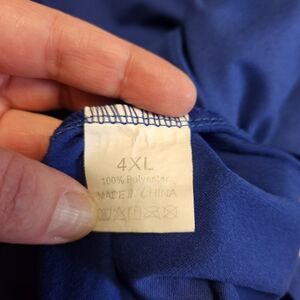 4XL
100% Polyester
MADE IN CHINA